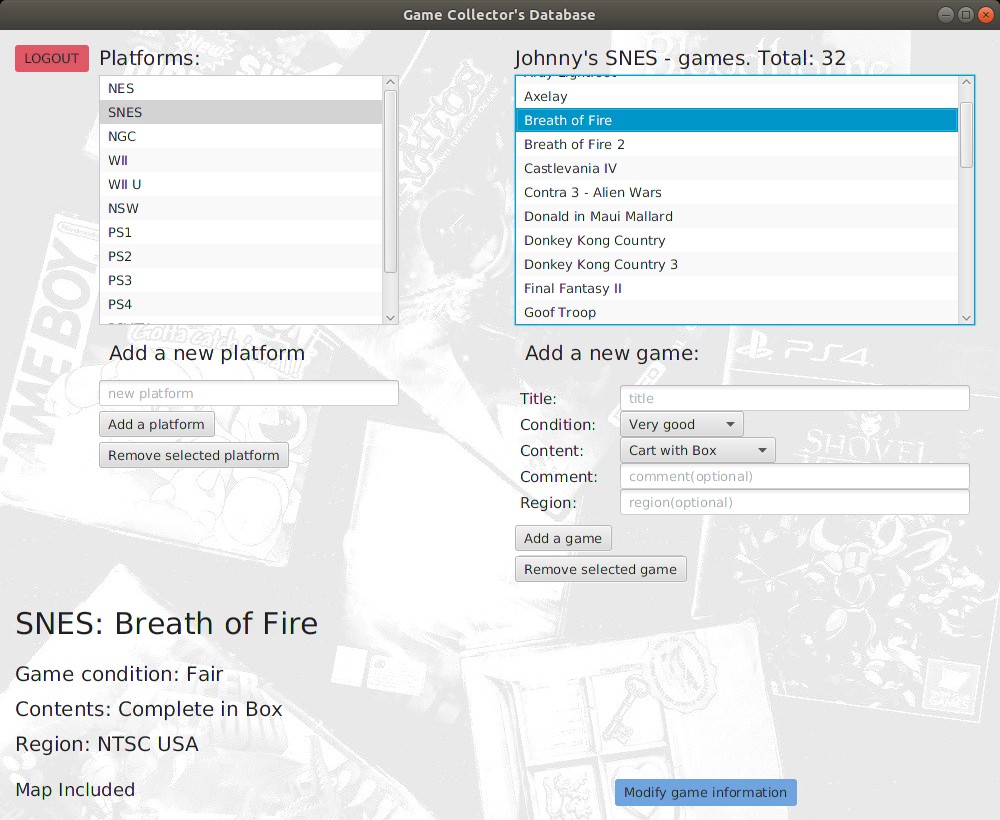 Game Collector's Database
LOGOUT
Platforms:
NES
SNES
NGC
WII
WII U
NSW
PS1
PS2
PS3
PS4
Add a new platform
new platform
Add a platform
Remove selected platform
Johnny's SNES - games. Total: 32
Axelay
Breath of Fire
Breath of Fire 2
Castlevania IV
Contra 3 - Alien Wars
Donald in Maui Mallard
Donkey Kong Country
Donkey Kong Country 3
Final Fantasy II
Goof Troop
Add a new game:
Title: title
Condition: Very good
Content: Cart with Box
Comment: comment(optional)
Region: region(optional)
Add a game
Remove selected game
SNES: Breath of Fire
Game condition: Fair
Contents: Complete in Box
Region: NTSC USA
Map Included
Modify game information
GAME BOY
PS4
GAMES